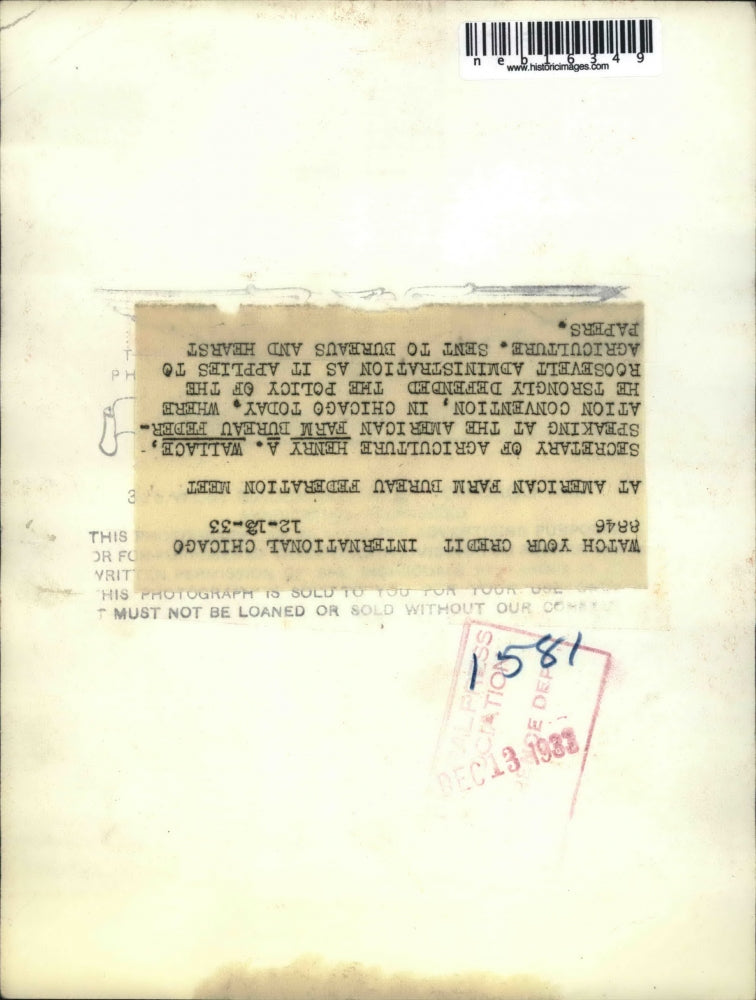 neb16349
www.historicimages.com
WATCH YOUR CREDIT INTERNATIONAL CHICAGO
8846 12-12-33
AT AMERICAN FARM BUREAU FEDERATION MEET
SECRETARY OF AGRICULTURE HENRY A. WALLACE,
SPEAKING AT THE AMERICAN FARM BUREAU FEDER-
ATION CONVENTION, IN CHICAGO TODAY, WHERE
HE TSRONGLY DEFENDED THE POLICY OF THE
ROOSEVELT ADMINISTRATION AS IT APPLIES TO
AGRICULTURE. SENT TO BUREAUS AND HEARST
PAPERS.
THIS
OR
HIS PHOTOGRAPH IS SOLD TO YOU FOR YOUR USE
MUST NOT BE LOANED OR SOLD WITHOUT OUR
1581
DEC 13 1933